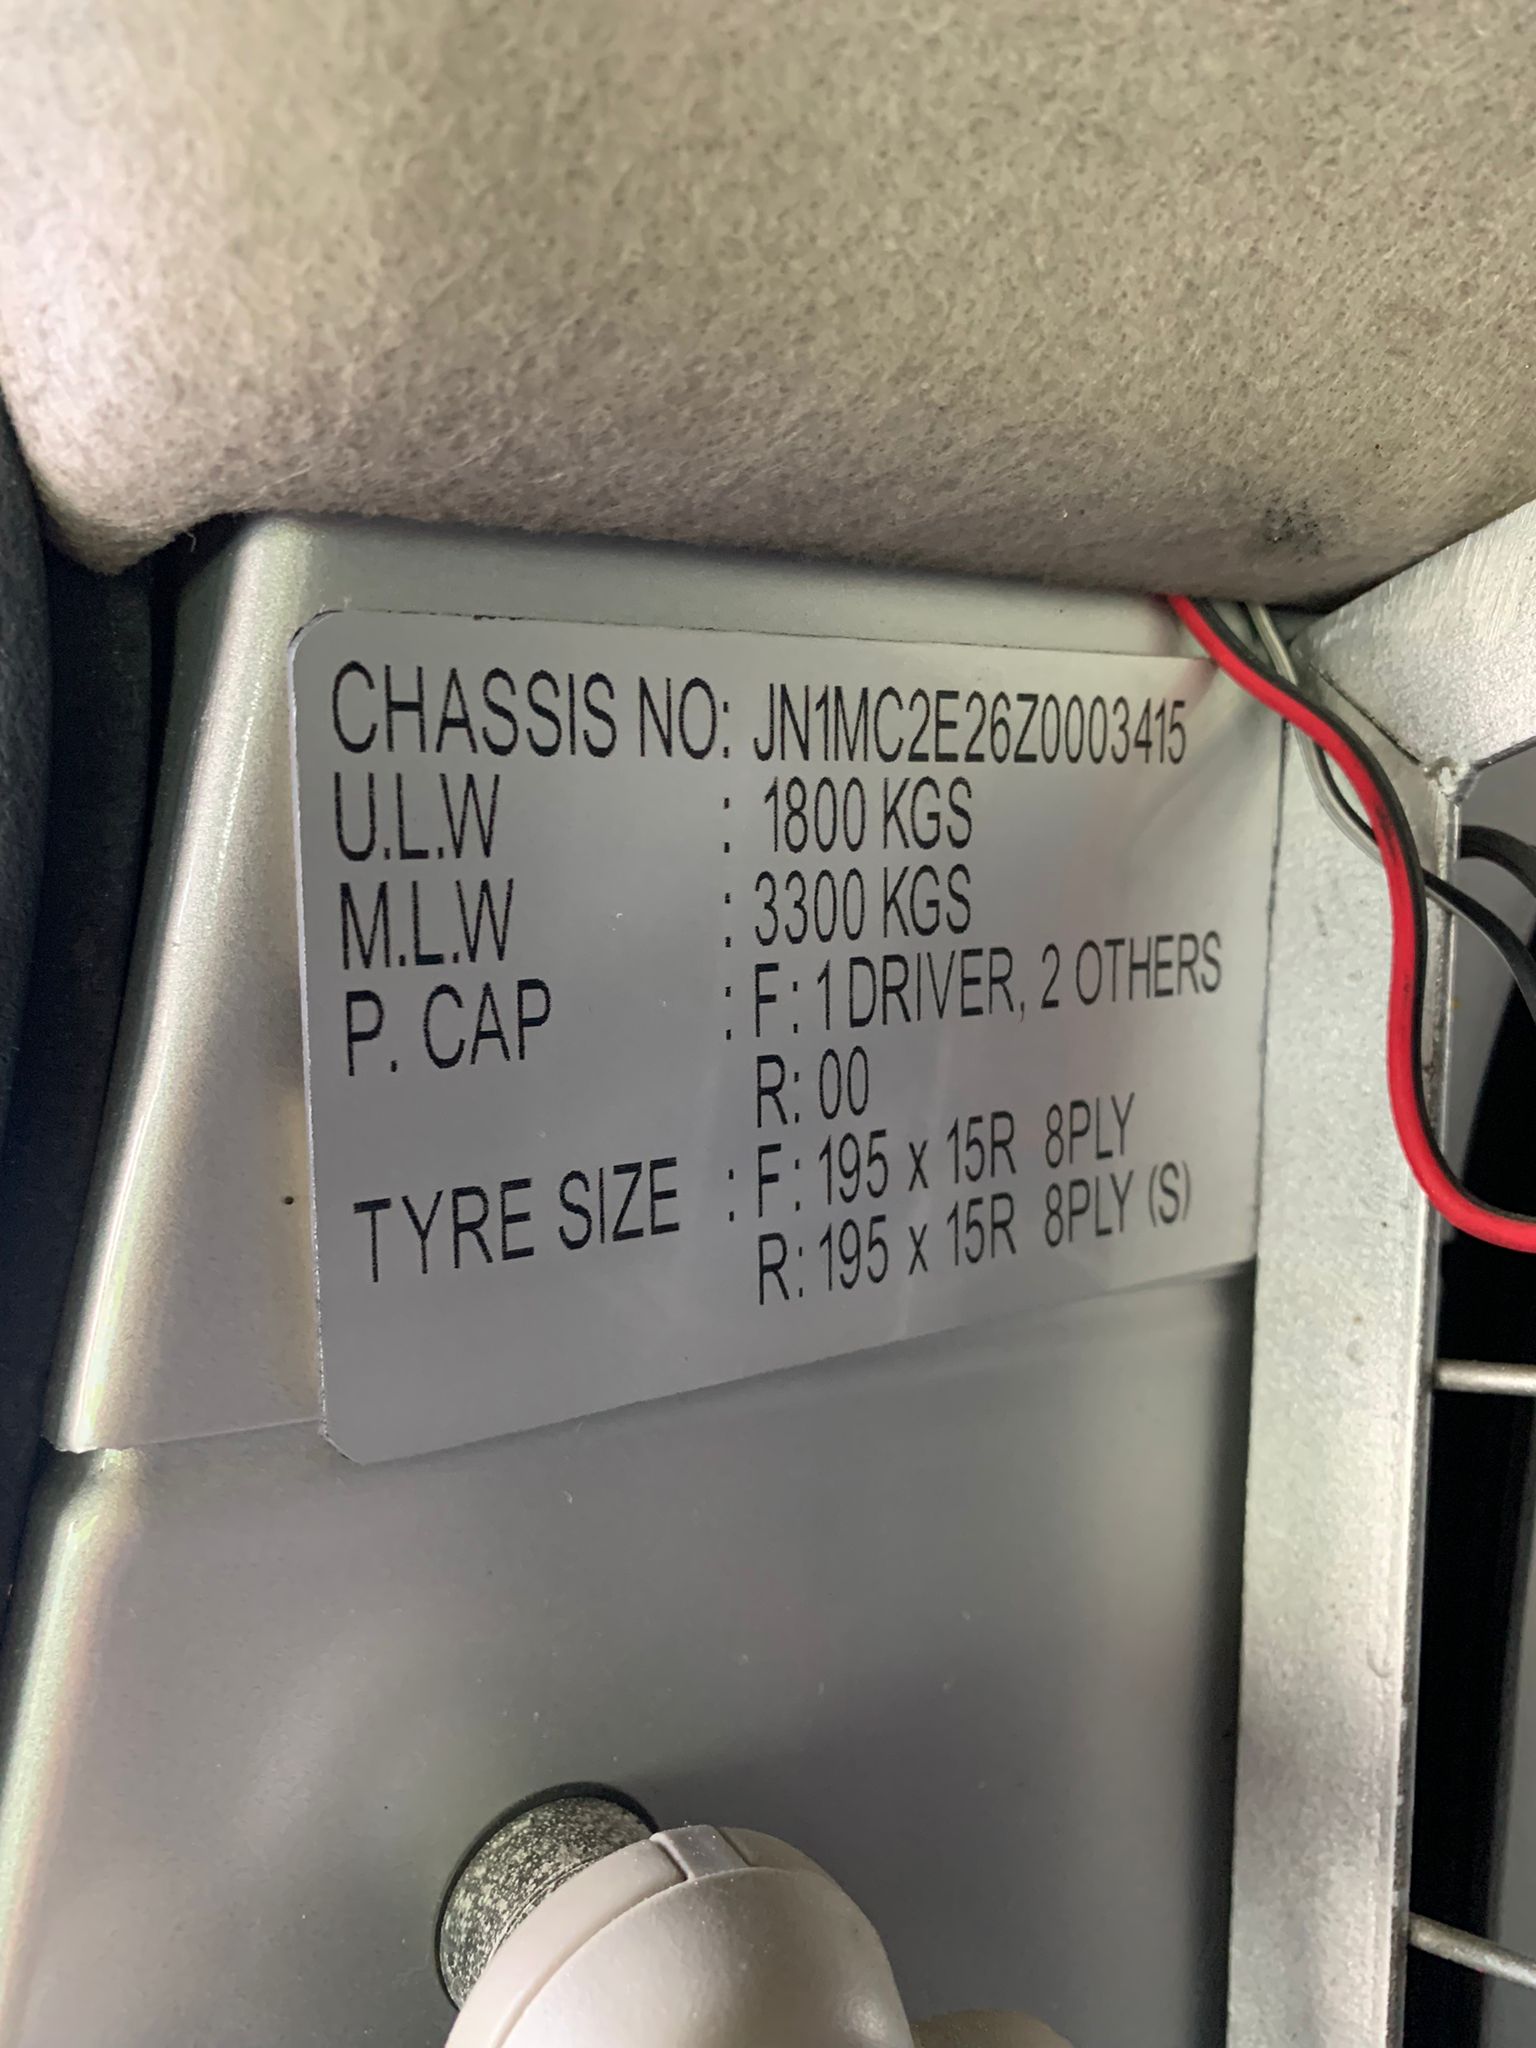 CHASSIS NO: JN1MC2E26Z0003415
U.L.W : 1800 KGS
M.L.W : 3300 KGS
P. CAP : F: 1 DRIVER, 2 OTHERS
R: 00
TYRE SIZE : F: 195 x 15R 8PLY
R: 195 x 15R 8PLY (S)